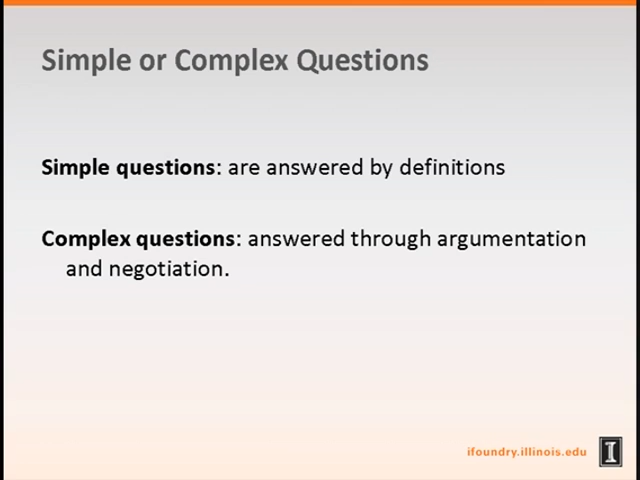 Simple or Complex Questions
Simple questions: are answered by definitions
Complex questions: answered through argumentation
and negotiation.
ifoundry.illinois.edu
I